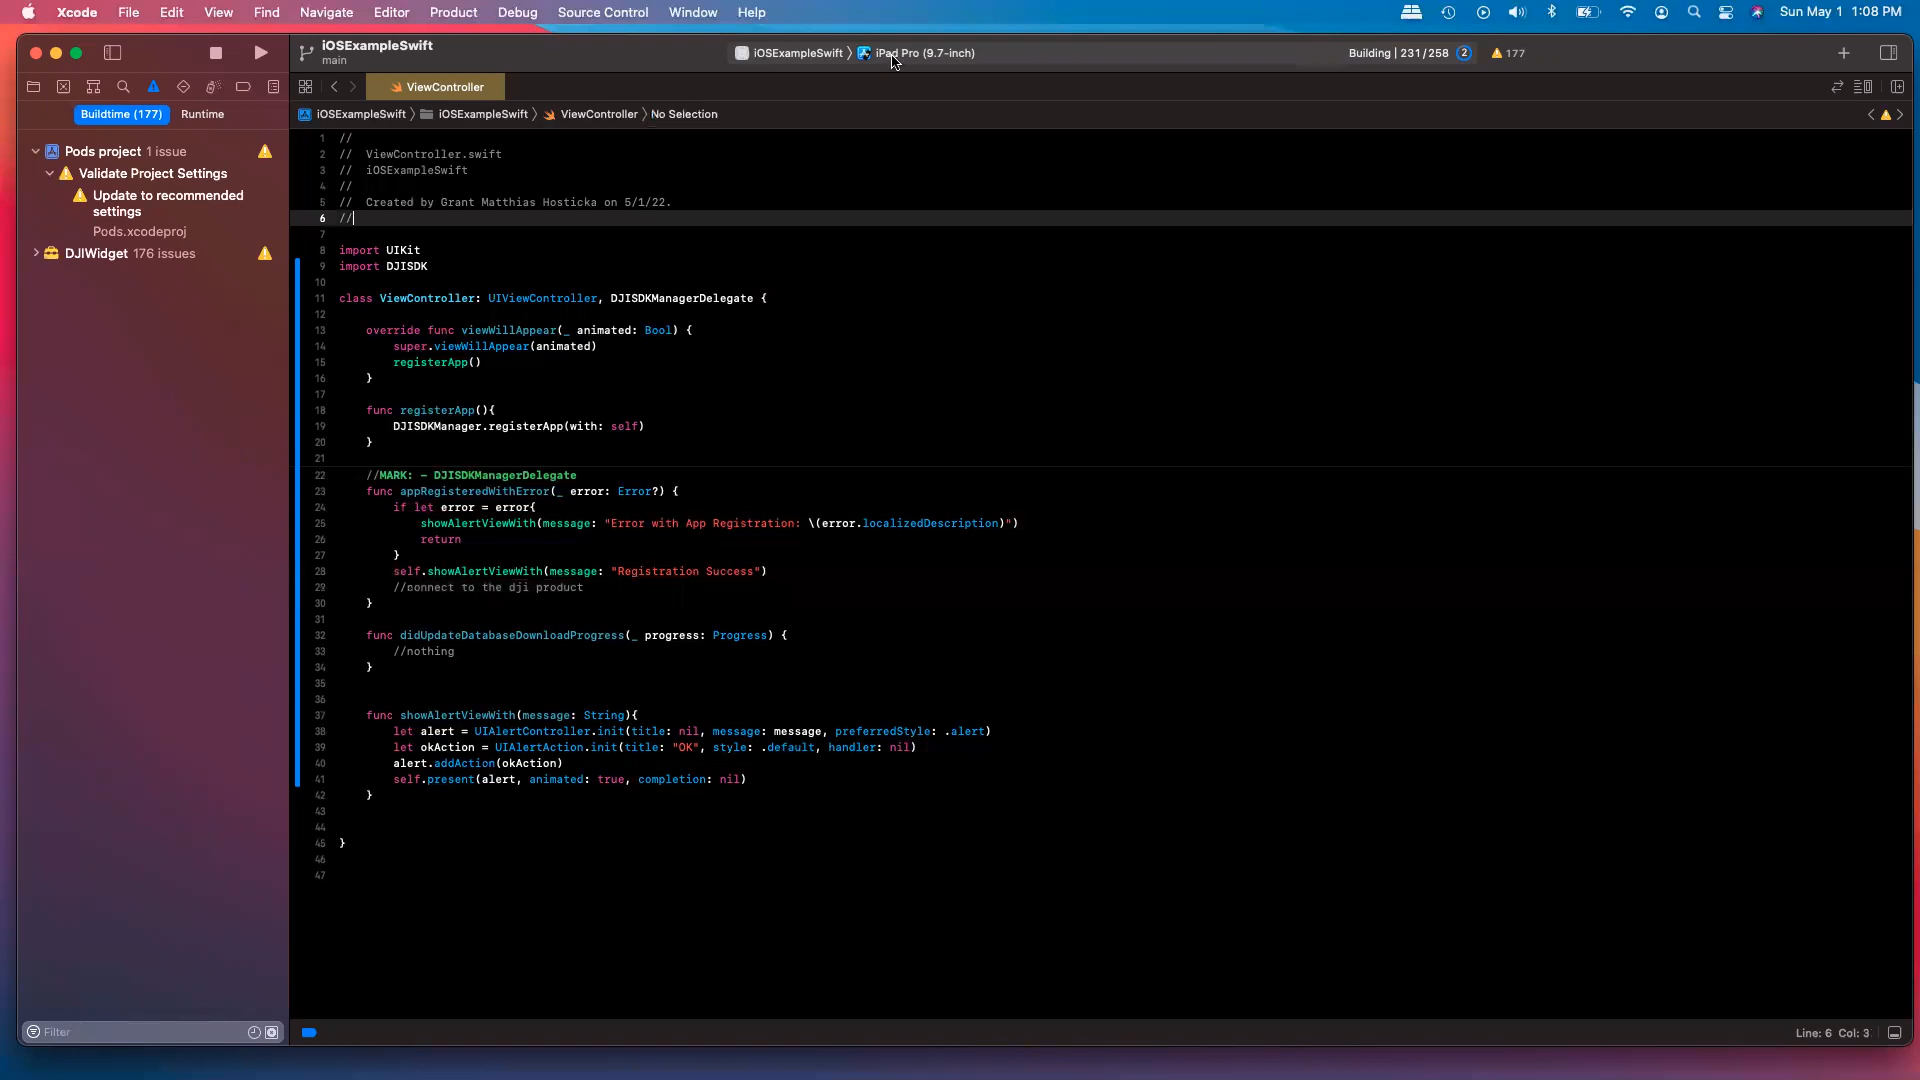 Xcode File Edit View Find Navigate Editor Product Debug Source Control Window Help Sun May 1 1:08 PM
iOSExampleSwift
main
iOSExampleSwift iPad Pro (9.7-inch) Building | 231/258 2 177
ViewController
Buildtime (177) Runtime
iOSExampleSwift iOSExampleSwift ViewController No Selection
Pods project 1 issue
Validate Project Settings
Update to recommended
settings
Pods.xcodeproj
DJIWidget 176 issues
1 //
2 //  ViewController.swift
3 //  iOSExampleSwift
4 //
5 //  Created by Grant Matthias Hosticka on 5/1/22.
6 //
7
8 import UIKit
9 import DJISDK
10
11 class ViewController: UIViewController, DJISDKManagerDelegate {
12
13     override func viewWillAppear(_ animated: Bool) {
14         super.viewWillAppear(animated)
15         registerApp()
16     }
17
18     func registerApp(){
19         DJISDKManager.registerApp(with: self)
20     }
21
22     //MARK: - DJISDKManagerDelegate
23     func appRegisteredWithError(_ error: Error?) {
24         if let error = error{
25             showAlertViewWith(message: "Error with App Registration: \(error.localizedDescription)")
26             return
27         }
28         self.showAlertViewWith(message: "Registration Success")
29         //connect to the dji product
30     }
31
32     func didUpdateDatabaseDownloadProgress(_ progress: Progress) {
33         //nothing
34     }
35
36
37     func showAlertViewWith(message: String){
38         let alert = UIAlertController.init(title: nil, message: message, preferredStyle: .alert)
39         let okAction = UIAlertAction.init(title: "OK", style: .default, handler: nil)
40         alert.addAction(okAction)
41         self.present(alert, animated: true, completion: nil)
42     }
43
44
45 }
46
47
Filter
Line: 6 Col: 3